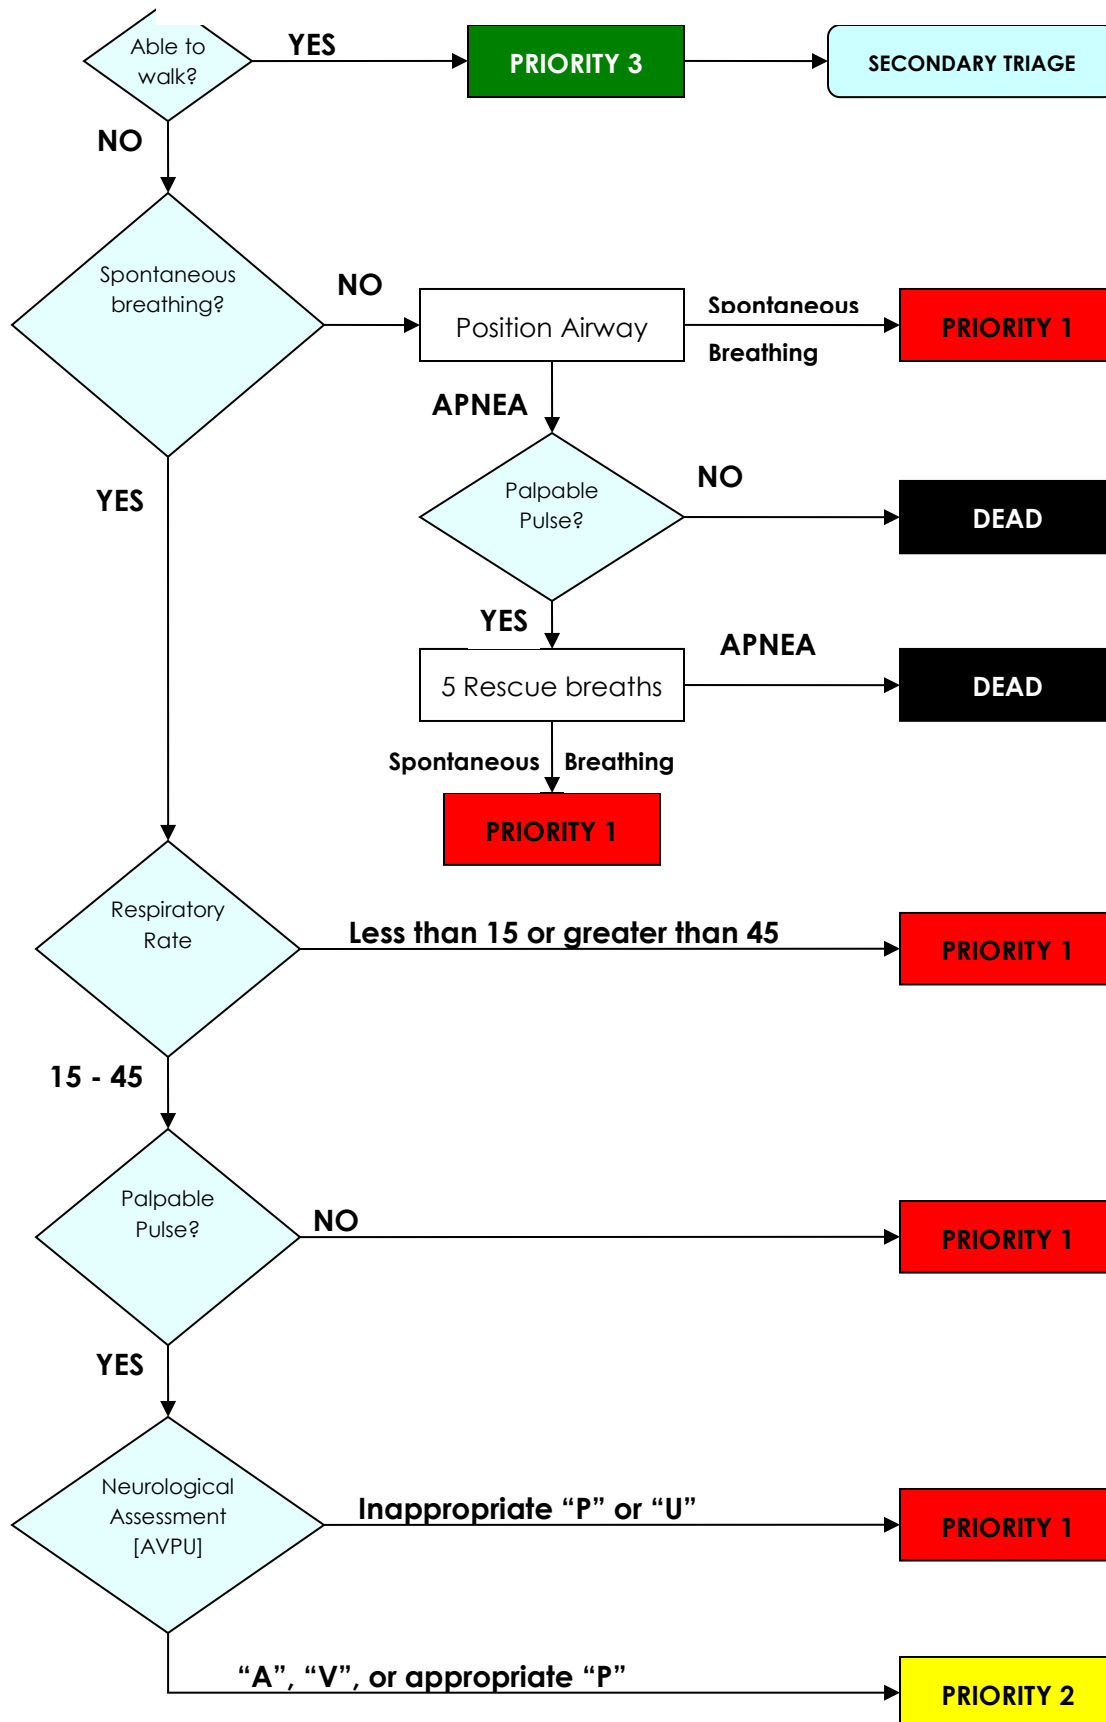 Able to
walk?
YES
PRIORITY 3
SECONDARY TRIAGE
NO
Spontaneous
breathing?
NO
Position Airway
Spontaneous
Breathing
PRIORITY 1
APNEA
YES
Palpable
Pulse?
NO
DEAD
YES
5 Rescue breaths
APNEA
DEAD
Spontaneous Breathing
PRIORITY 1
Respiratory
Rate
Less than 15 or greater than 45
PRIORITY 1
15 - 45
Palpable
Pulse?
NO
PRIORITY 1
YES
Neurological
Assessment
[AVPU]
Inappropriate “P” or “U”
PRIORITY 1
“A”, “V”, or appropriate “P”
PRIORITY 2